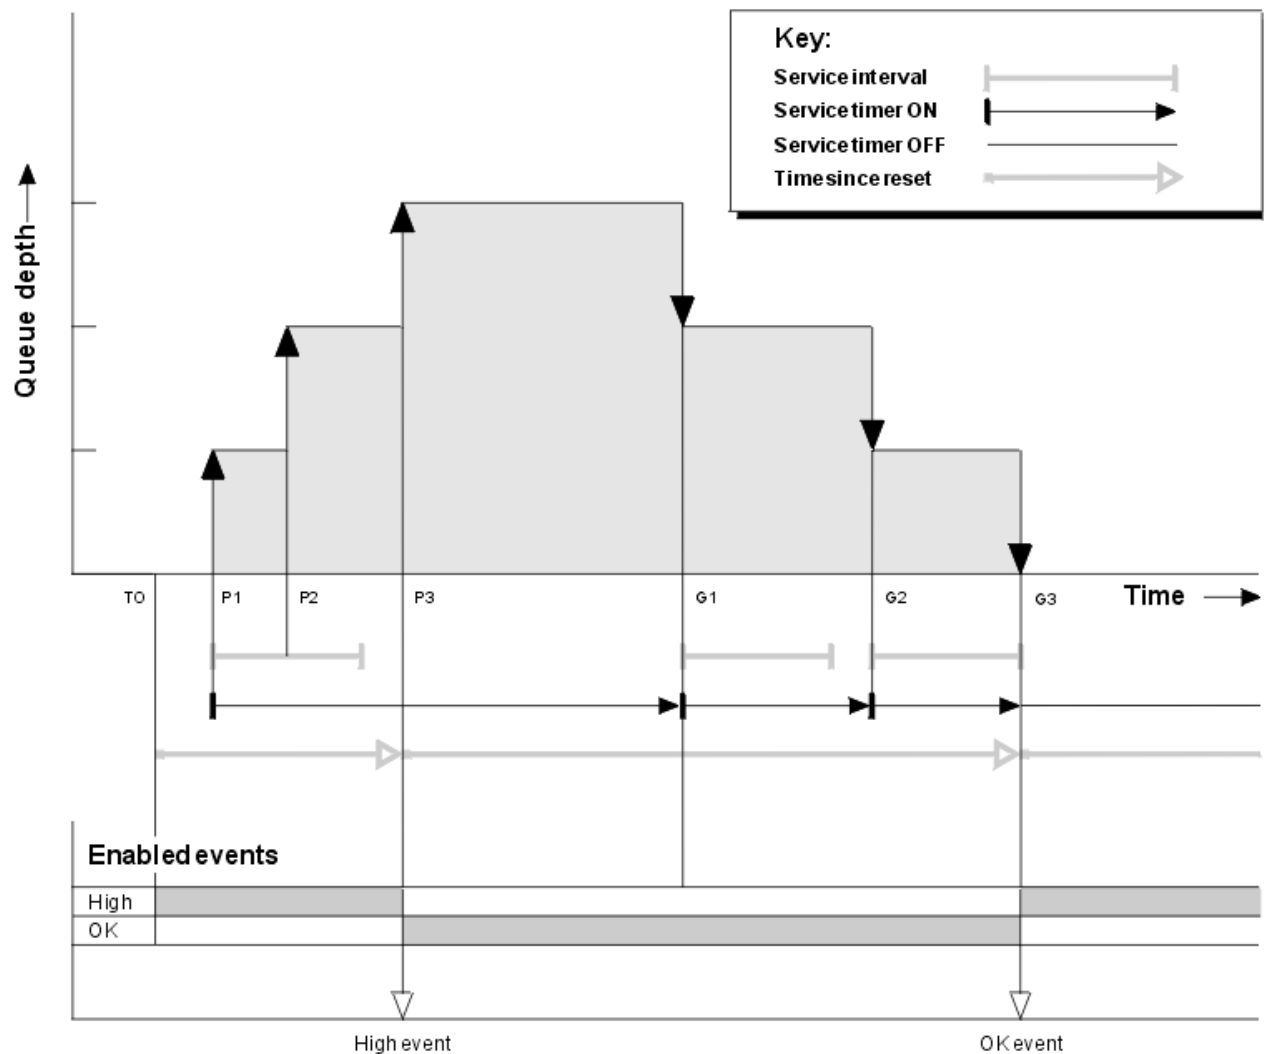 Key:
Service interval
Service timer ON
Service timer OFF
Time since reset
Queue depth
TO P1 P2 P3 G1 G2 G3 Time
Enabled events
High
OK
High event OK event